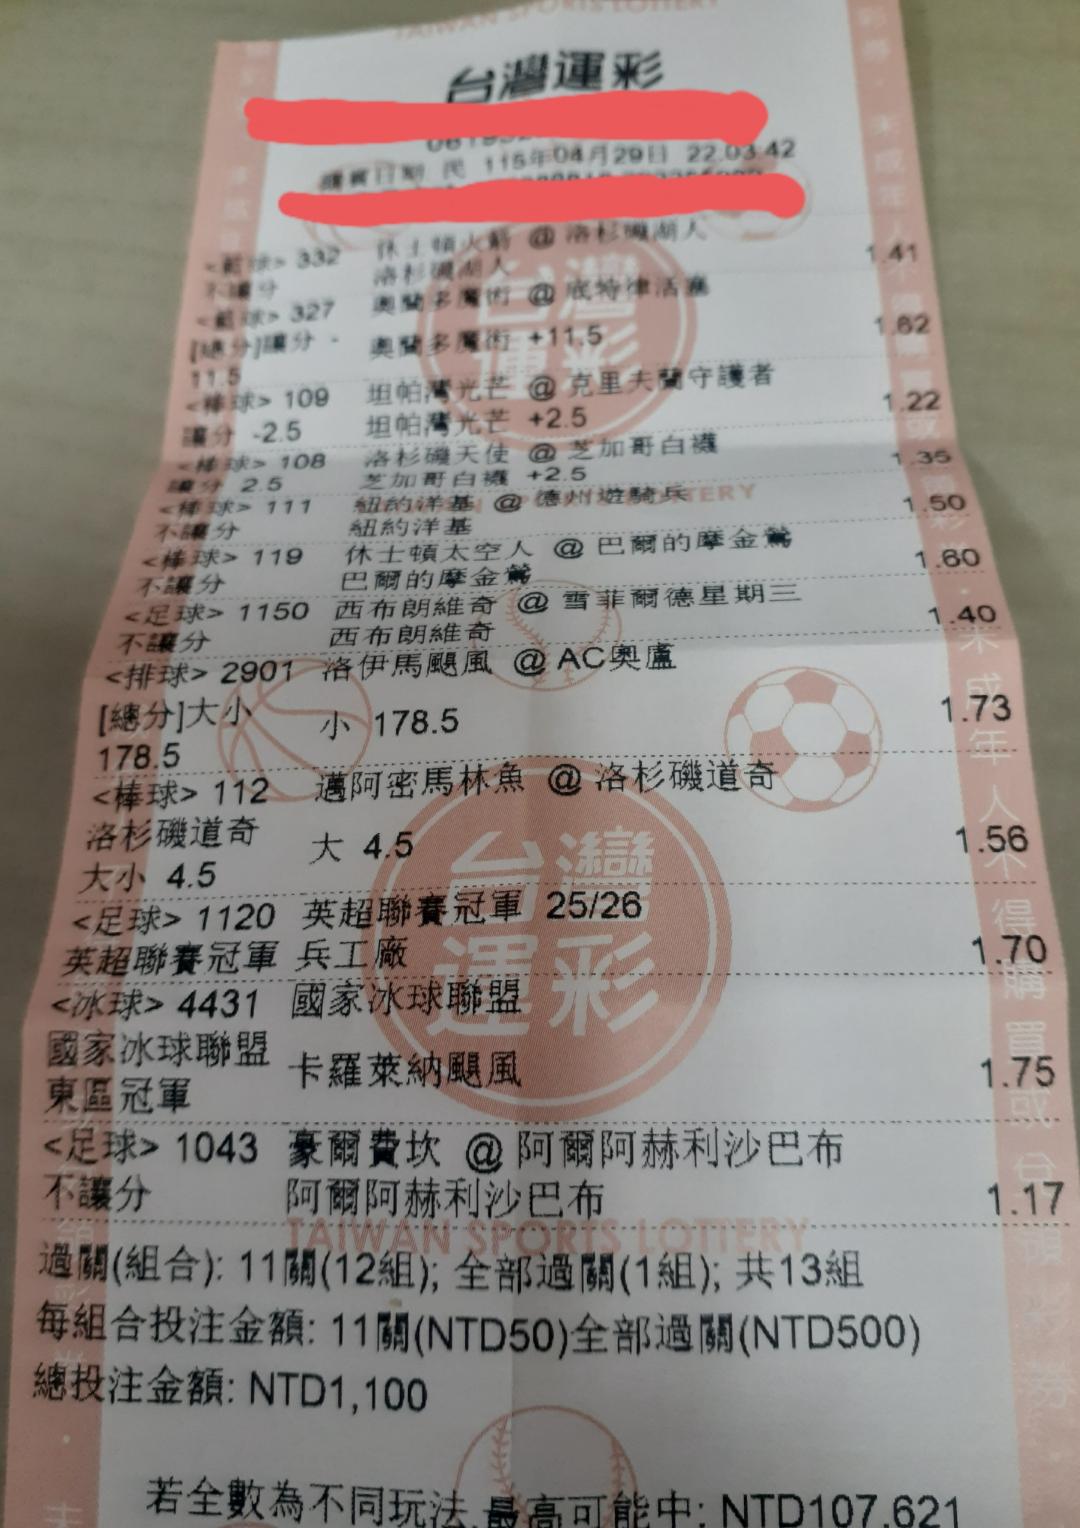 TAIWAN SPORTS LOTTERY
台灣運彩
購買日期 民 115年04月29日 22:03:42
<籃球> 332 休士頓火箭 @ 洛杉磯湖人
不讓分 洛杉磯湖人 1.41
<籃球> 327 奧蘭多魔術 @ 底特律活塞
[總分]讓分 - 奧蘭多魔術 +11.5 1.62
11.5
<棒球> 109 坦帕灣光芒 @ 克里夫蘭守護者
讓分 -2.5 坦帕灣光芒 +2.5 1.22
<棒球> 108 洛杉磯天使 @ 芝加哥白襪
讓分 2.5 芝加哥白襪 +2.5 1.35
<棒球> 111 紐約洋基 @ 德州遊騎兵
不讓分 紐約洋基 1.50
<棒球> 119 休士頓太空人 @ 巴爾的摩金鶯
不讓分 巴爾的摩金鶯 1.60
<足球> 1150 西布朗維奇 @ 雪菲爾德星期三
不讓分 西布朗維奇 1.40
<排球> 2901 洛伊馬颶風 @ AC奧廬
[總分]大小 小 178.5 1.73
178.5
<棒球> 112 邁阿密馬林魚 @ 洛杉磯道奇
洛杉磯道奇 大 4.5 1.56
大小 4.5
<足球> 1120 英超聯賽冠軍 25/26
英超聯賽冠軍 兵工廠 1.70
<冰球> 4431 國家冰球聯盟
國家冰球聯盟 卡羅萊納颶風 1.75
東區冠軍
<足球> 1043 豪爾費坎 @ 阿爾阿赫利沙巴布
不讓分 阿爾阿赫利沙巴布 1.17
TAIWAN SPORTS LOTTERY
過關(組合): 11關(12組); 全部過關(1組); 共13組
每組合投注金額: 11關(NTD50)全部過關(NTD500)
總投注金額: NTD1,100
若全數為不同玩法,最高可能中: NTD107,621